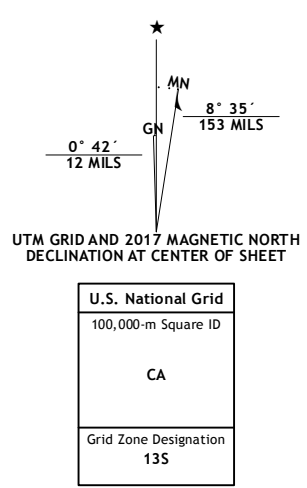 MN
GN
8° 35´
153 MILS
0° 42´
12 MILS
UTM GRID AND 2017 MAGNETIC NORTH
DECLINATION AT CENTER OF SHEET
U.S. National Grid
100,000-m Square ID
CA
Grid Zone Designation
13S